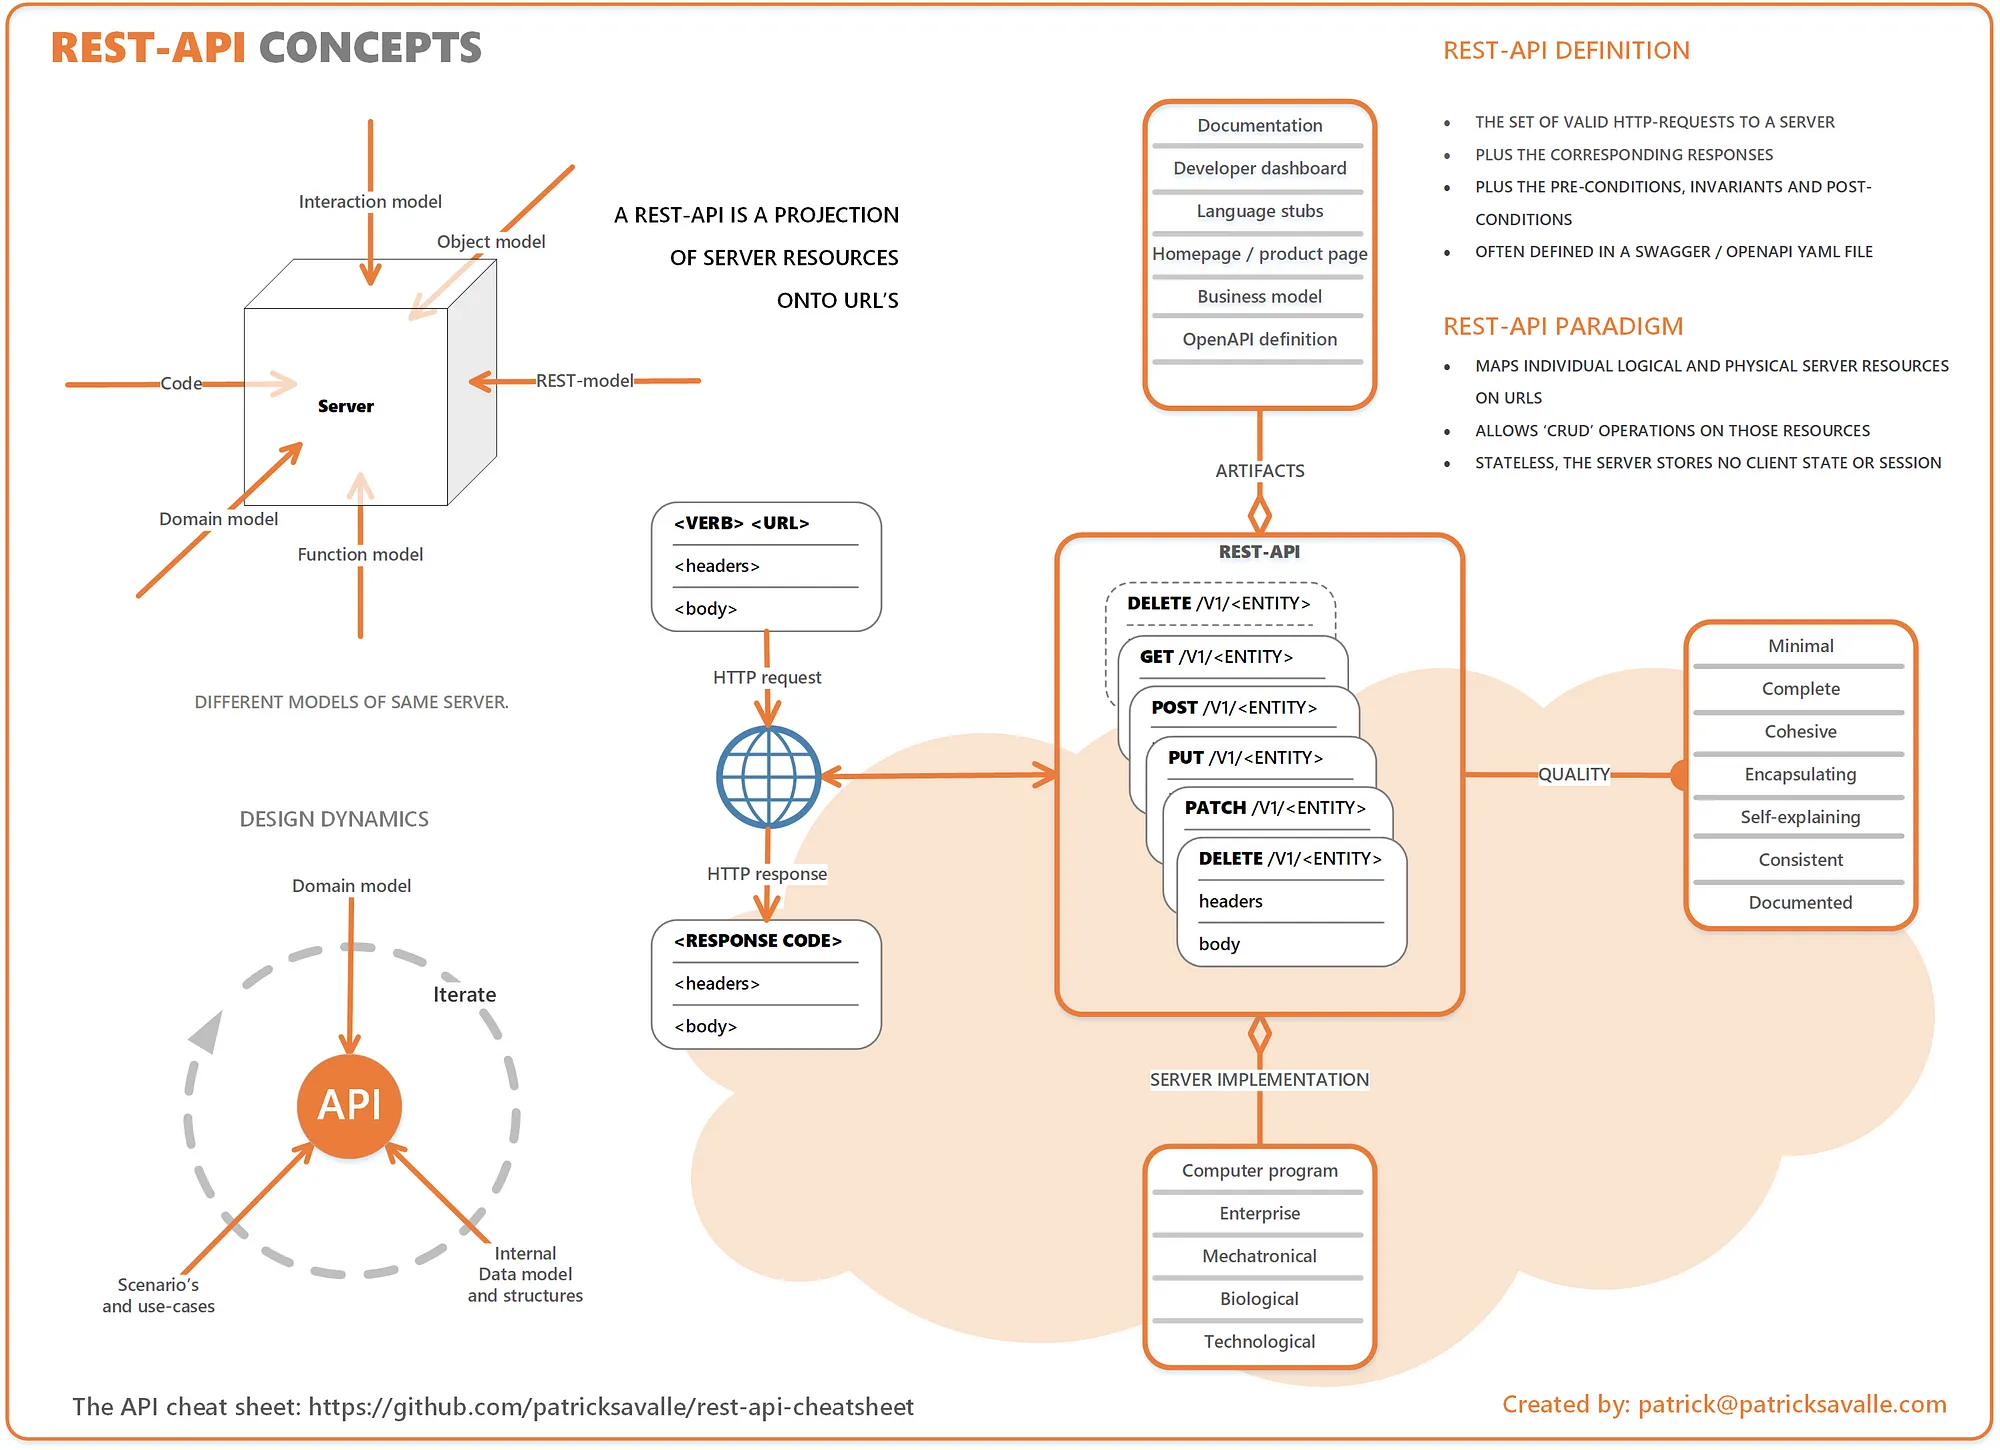 REST-API CONCEPTS
Interaction model
Object model
Code
Server
REST-model
Domain model
Function model
DIFFERENT MODELS OF SAME SERVER.
A REST-API IS A PROJECTION
OF SERVER RESOURCES
ONTO URL'S
DESIGN DYNAMICS
Domain model
Iterate
API
Scenario's
and use-cases
Internal
Data model
and structures
<VERB> <URL>
<headers>
<body>
HTTP request
HTTP response
<RESPONSE CODE>
<headers>
<body>
Documentation
Developer dashboard
Language stubs
Homepage / product page
Business model
OpenAPI definition
ARTIFACTS
REST-API
DELETE /V1/<ENTITY>
GET /V1/<ENTITY>
POST /V1/<ENTITY>
PUT /V1/<ENTITY>
PATCH /V1/<ENTITY>
DELETE /V1/<ENTITY>
headers
body
SERVER IMPLEMENTATION
Computer program
Enterprise
Mechatronical
Biological
Technological
QUALITY
Minimal
Complete
Cohesive
Encapsulating
Self-explaining
Consistent
Documented
REST-API DEFINITION
• THE SET OF VALID HTTP-REQUESTS TO A SERVER
• PLUS THE CORRESPONDING RESPONSES
• PLUS THE PRE-CONDITIONS, INVARIANTS AND POST-
CONDITIONS
• OFTEN DEFINED IN A SWAGGER / OPENAPI YAML FILE
REST-API PARADIGM
• MAPS INDIVIDUAL LOGICAL AND PHYSICAL SERVER RESOURCES
ON URLS
• ALLOWS 'CRUD' OPERATIONS ON THOSE RESOURCES
• STATELESS, THE SERVER STORES NO CLIENT STATE OR SESSION
The API cheat sheet: https://github.com/patricksavalle/rest-api-cheatsheet
Created by: patrick@patricksavalle.com